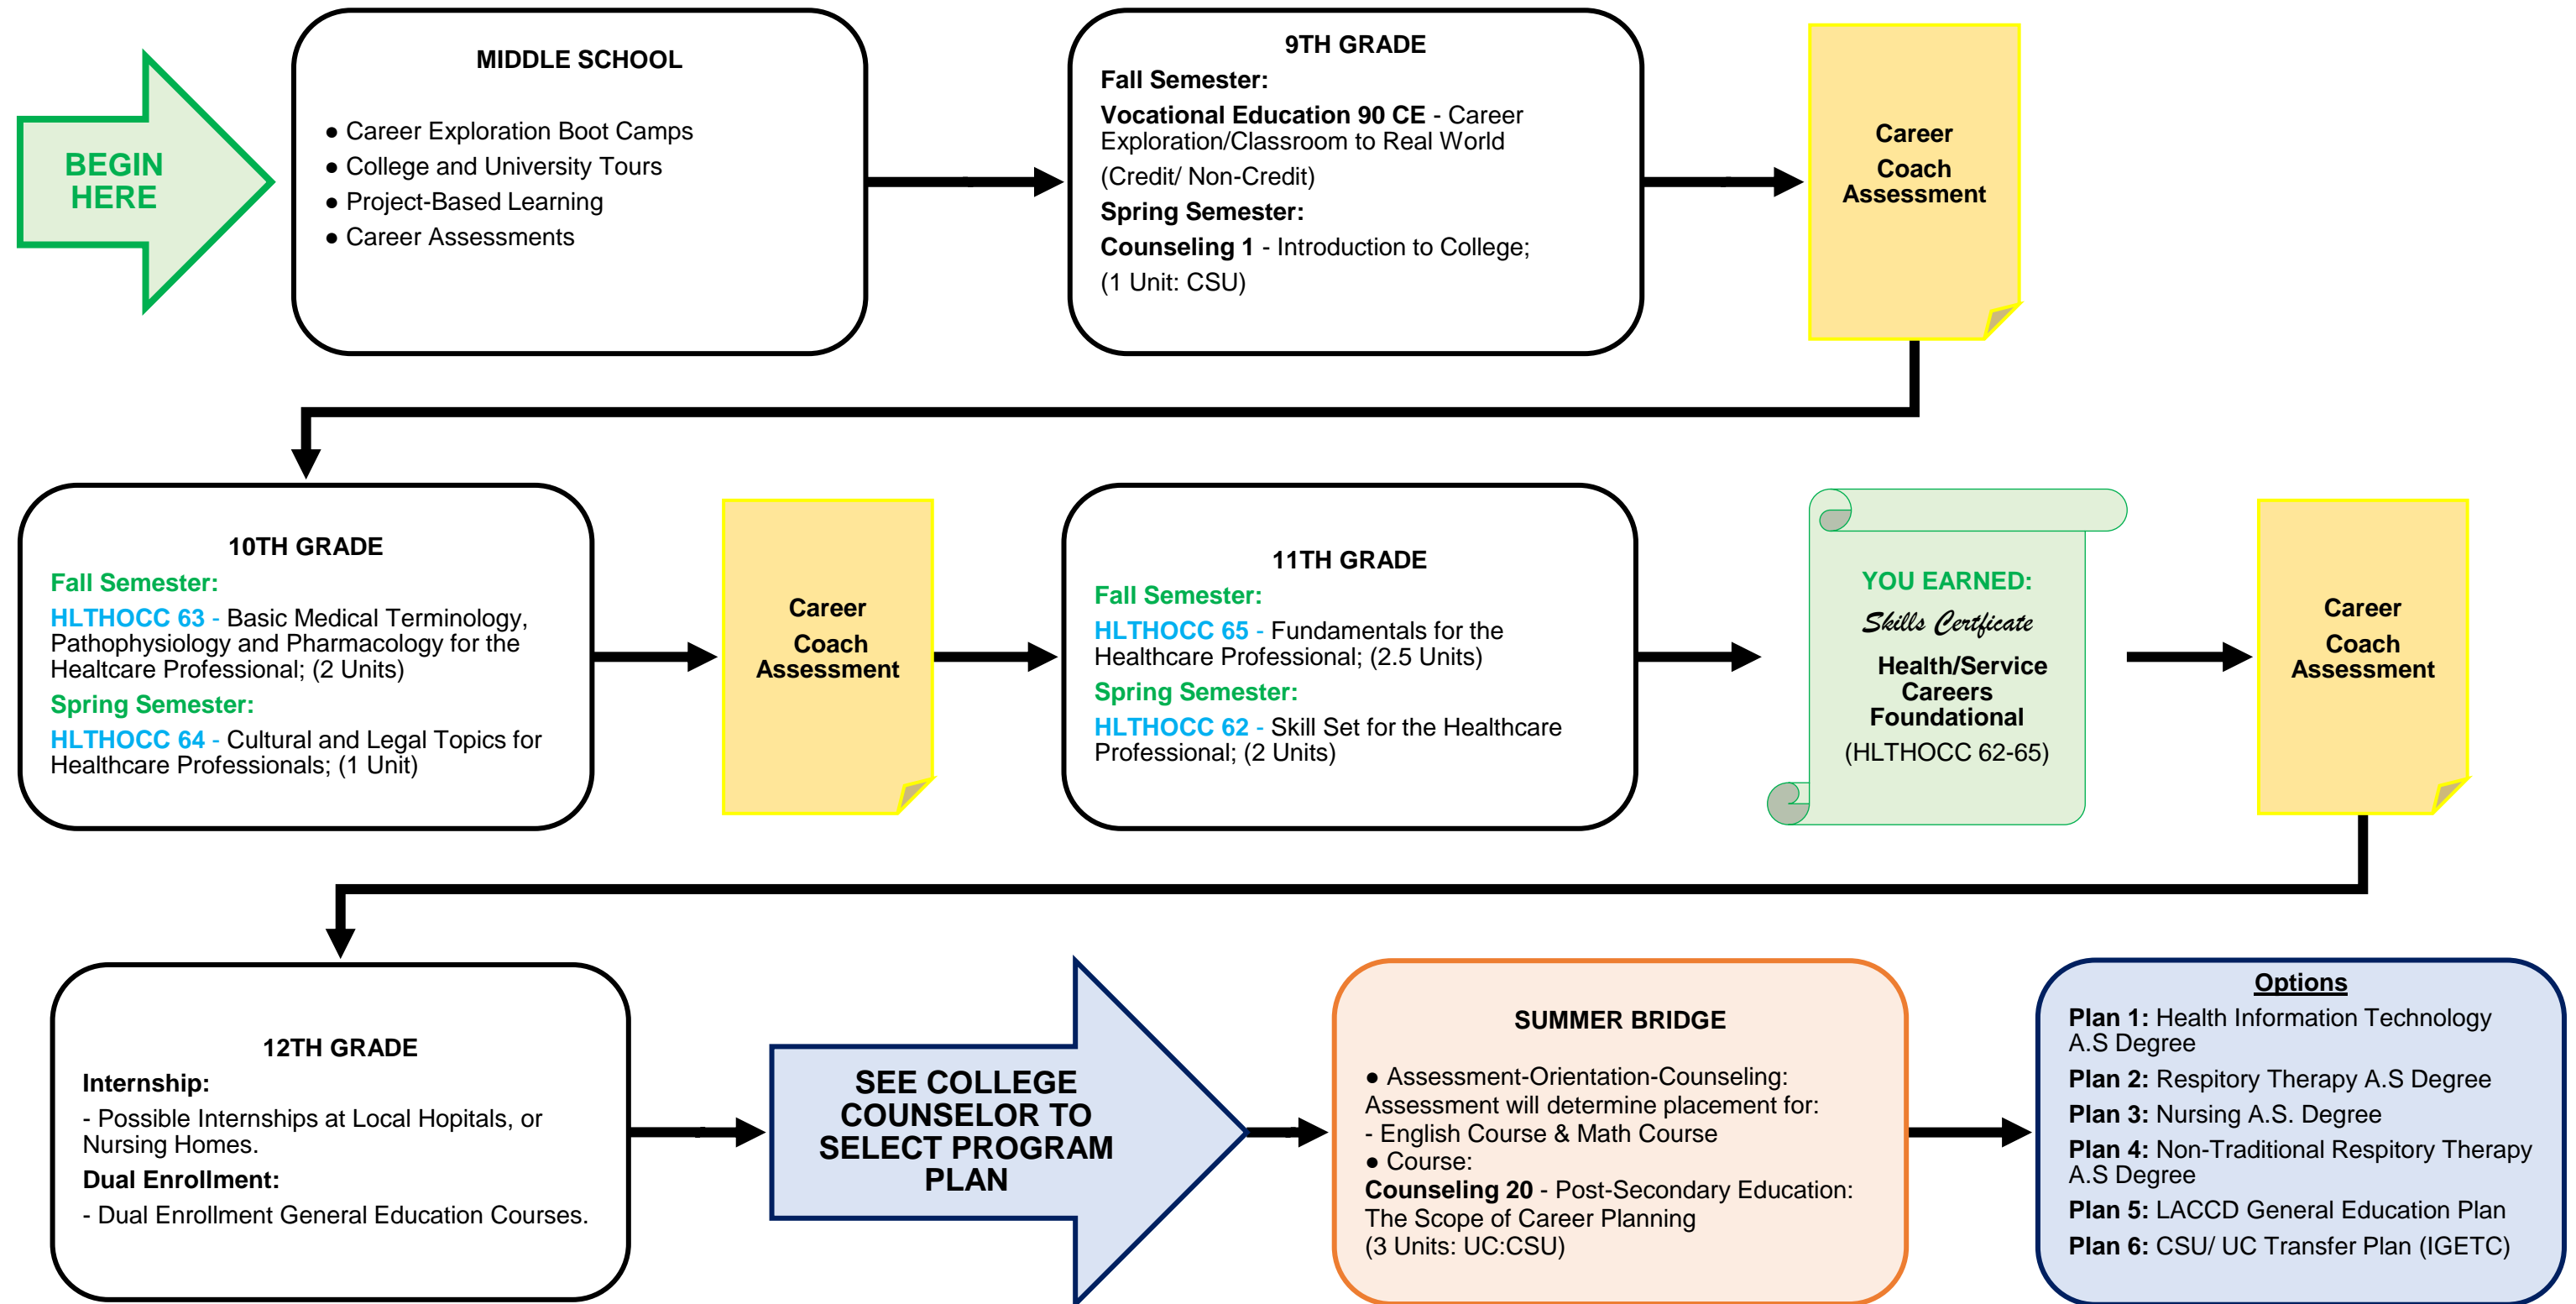 BEGIN
HERE
MIDDLE SCHOOL
● Career Exploration Boot Camps
● College and University Tours
● Project-Based Learning
● Career Assessments
9TH GRADE
Fall Semester:
Vocational Education 90 CE - Career
Exploration/Classroom to Real World
(Credit/ Non-Credit)
Spring Semester:
Counseling 1 - Introduction to College;
(1 Unit: CSU)
Career
Coach
Assessment
10TH GRADE
Fall Semester:
HLTHOCC 63 - Basic Medical Terminology,
Pathophysiology and Pharmacology for the
Healtcare Professional; (2 Units)
Spring Semester:
HLTHOCC 64 - Cultural and Legal Topics for
Healthcare Professionals; (1 Unit)
Career
Coach
Assessment
11TH GRADE
Fall Semester:
HLTHOCC 65 - Fundamentals for the
Healthcare Professional; (2.5 Units)
Spring Semester:
HLTHOCC 62 - Skill Set for the Healthcare
Professional; (2 Units)
YOU EARNED:
Skills Certficate
Health/Service
Careers
Foundational
(HLTHOCC 62-65)
Career
Coach
Assessment
12TH GRADE
Internship:
- Possible Internships at Local Hopitals, or
Nursing Homes.
Dual Enrollment:
- Dual Enrollment General Education Courses.
SEE COLLEGE
COUNSELOR TO
SELECT PROGRAM
PLAN
SUMMER BRIDGE
● Assessment-Orientation-Counseling:
Assessment will determine placement for:
- English Course & Math Course
● Course:
Counseling 20 - Post-Secondary Education:
The Scope of Career Planning
(3 Units: UC:CSU)
Options
Plan 1: Health Information Technology
A.S Degree
Plan 2: Respitory Therapy A.S Degree
Plan 3: Nursing A.S. Degree
Plan 4: Non-Traditional Respitory Therapy
A.S Degree
Plan 5: LACCD General Education Plan
Plan 6: CSU/ UC Transfer Plan (IGETC)